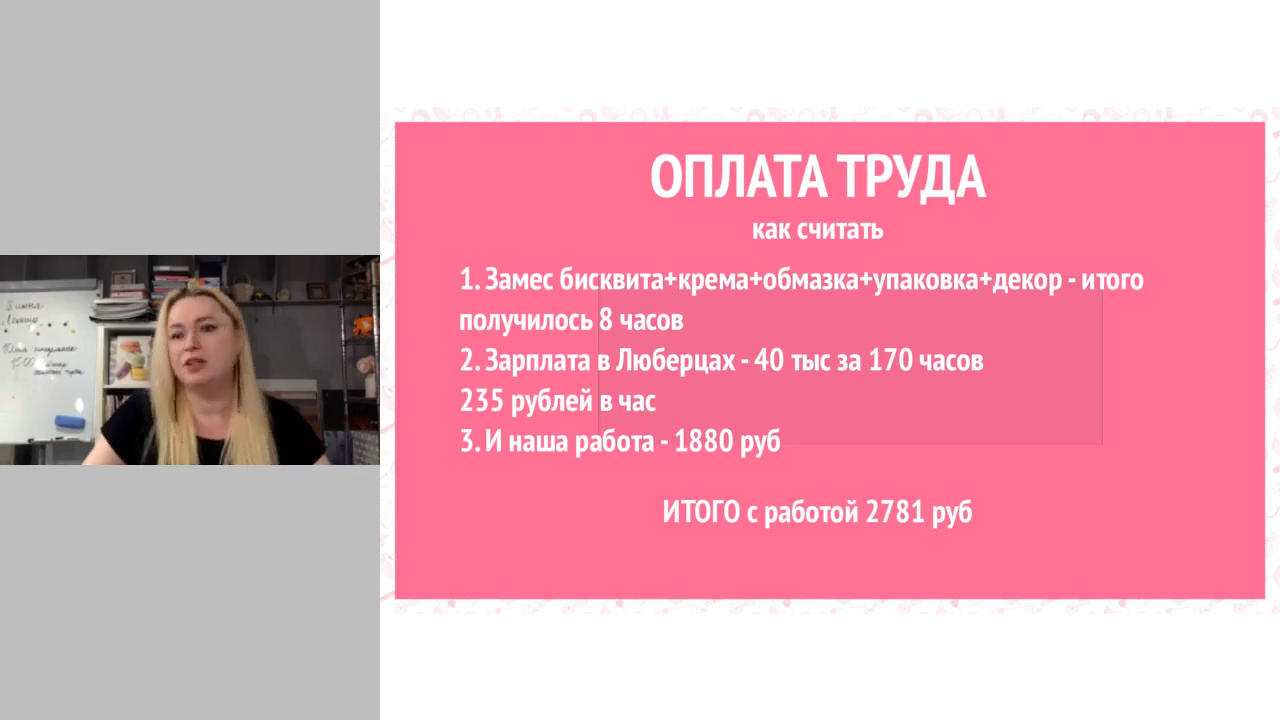 ОПЛАТА ТРУДА
как считать
1. Замес бисквита+крема+обмазка+упаковка+декор - итого
получилось 8 часов
2. Зарплата в Люберцах - 40 тыс за 170 часов
235 рублей в час
3. И наша работа - 1880 руб
ИТОГО с работой 2781 руб